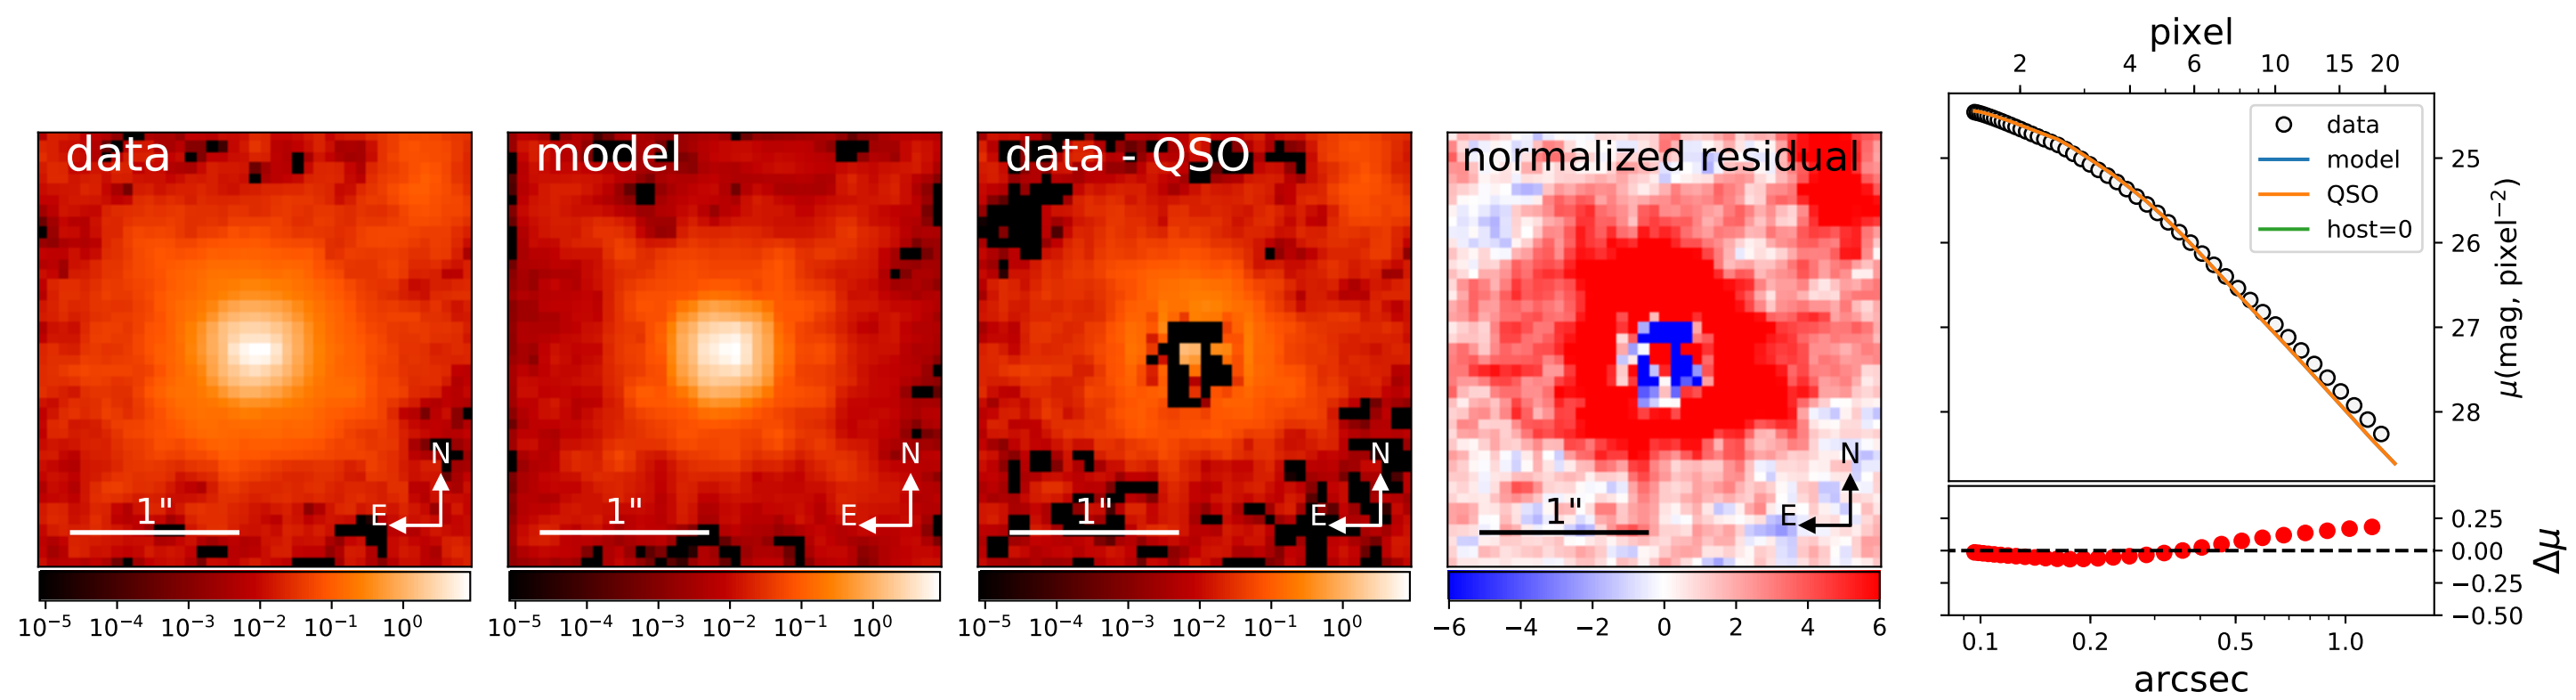 data
N
E
1"
10⁻⁵ 10⁻⁴ 10⁻³ 10⁻² 10⁻¹ 10⁰
model
N
E
1"
10⁻⁵ 10⁻⁴ 10⁻³ 10⁻² 10⁻¹ 10⁰
data - QSO
N
E
1"
10⁻⁵ 10⁻⁴ 10⁻³ 10⁻² 10⁻¹ 10⁰
normalized residual
N
E
1"
−6 −4 −2 0 2 4 6
pixel
2 4 6 10 15 20
data
model
QSO
host=0
25
26
27
28
μ(mag, pixel⁻²)
0.25
0.00
−0.25
−0.50
Δμ
0.1 0.2 0.5 1.0
arcsec